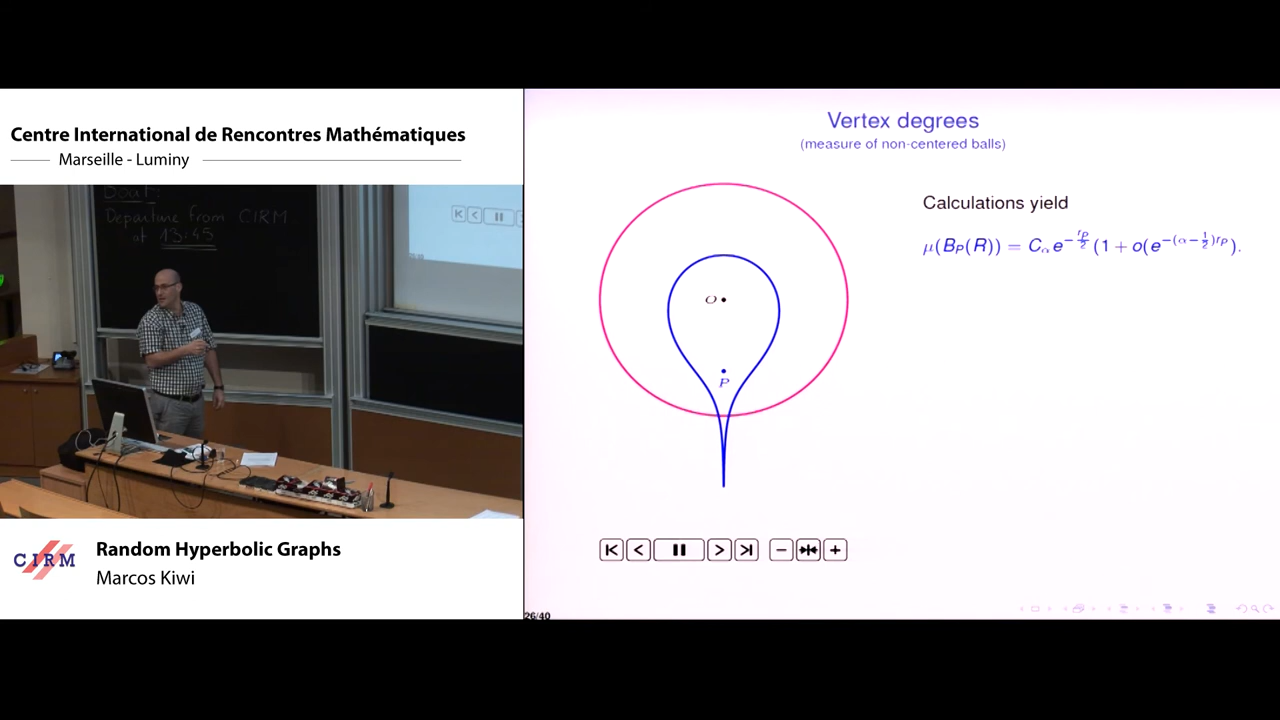 Centre International de Rencontres Mathématiques
Marseille - Luminy
Bout:
Departure from CIRM
at 13:45
CIRM
Random Hyperbolic Graphs
Marcos Kiwi
Vertex degrees
(measure of non-centered balls)
Calculations yield
μ(B_P(R)) = C_α e^{-r_P/2} (1 + o(e^{-(α-1/2)r_P}).
O
P
26/40